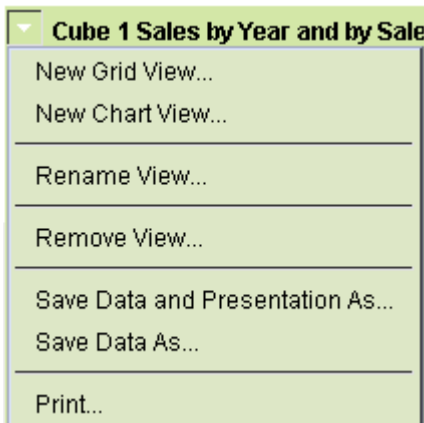 Cube 1 Sales by Year and by Sale
New Grid View...
New Chart View...
Rename View...
Remove View...
Save Data and Presentation As...
Save Data As...
Print...